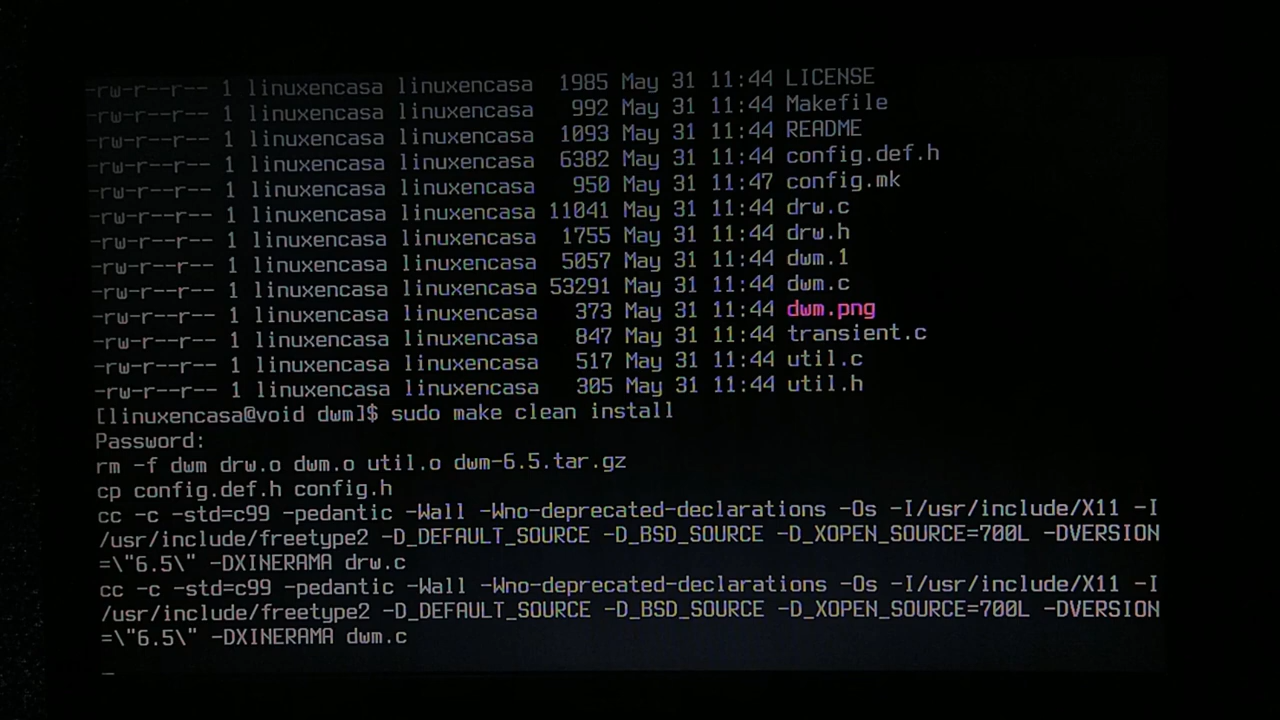 -rw-r--r-- 1 linuxencasa linuxencasa  1985 May 31 11:44 LICENSE
-rw-r--r-- 1 linuxencasa linuxencasa   992 May 31 11:44 Makefile
-rw-r--r-- 1 linuxencasa linuxencasa  1093 May 31 11:44 README
-rw-r--r-- 1 linuxencasa linuxencasa  6382 May 31 11:44 config.def.h
-rw-r--r-- 1 linuxencasa linuxencasa   950 May 31 11:47 config.mk
-rw-r--r-- 1 linuxencasa linuxencasa 11041 May 31 11:44 drw.c
-rw-r--r-- 1 linuxencasa linuxencasa  1755 May 31 11:44 drw.h
-rw-r--r-- 1 linuxencasa linuxencasa  5057 May 31 11:44 dwm.1
-rw-r--r-- 1 linuxencasa linuxencasa 53291 May 31 11:44 dwm.c
-rw-r--r-- 1 linuxencasa linuxencasa   373 May 31 11:44 dwm.png
-rw-r--r-- 1 linuxencasa linuxencasa   847 May 31 11:44 transient.c
-rw-r--r-- 1 linuxencasa linuxencasa   517 May 31 11:44 util.c
-rw-r--r-- 1 linuxencasa linuxencasa   305 May 31 11:44 util.h
[linuxencasa@void dwm]$ sudo make clean install
Password:
rm -f dwm drw.o dwm.o util.o dwm-6.5.tar.gz
cp config.def.h config.h
cc -c -std=c99 -pedantic -Wall -Wno-deprecated-declarations -Os -I/usr/include/X11 -I
/usr/include/freetype2 -D_DEFAULT_SOURCE -D_BSD_SOURCE -D_XOPEN_SOURCE=700L -DVERSION
=\"6.5\" -DXINERAMA drw.c
cc -c -std=c99 -pedantic -Wall -Wno-deprecated-declarations -Os -I/usr/include/X11 -I
/usr/include/freetype2 -D_DEFAULT_SOURCE -D_BSD_SOURCE -D_XOPEN_SOURCE=700L -DVERSION
=\"6.5\" -DXINERAMA dwm.c